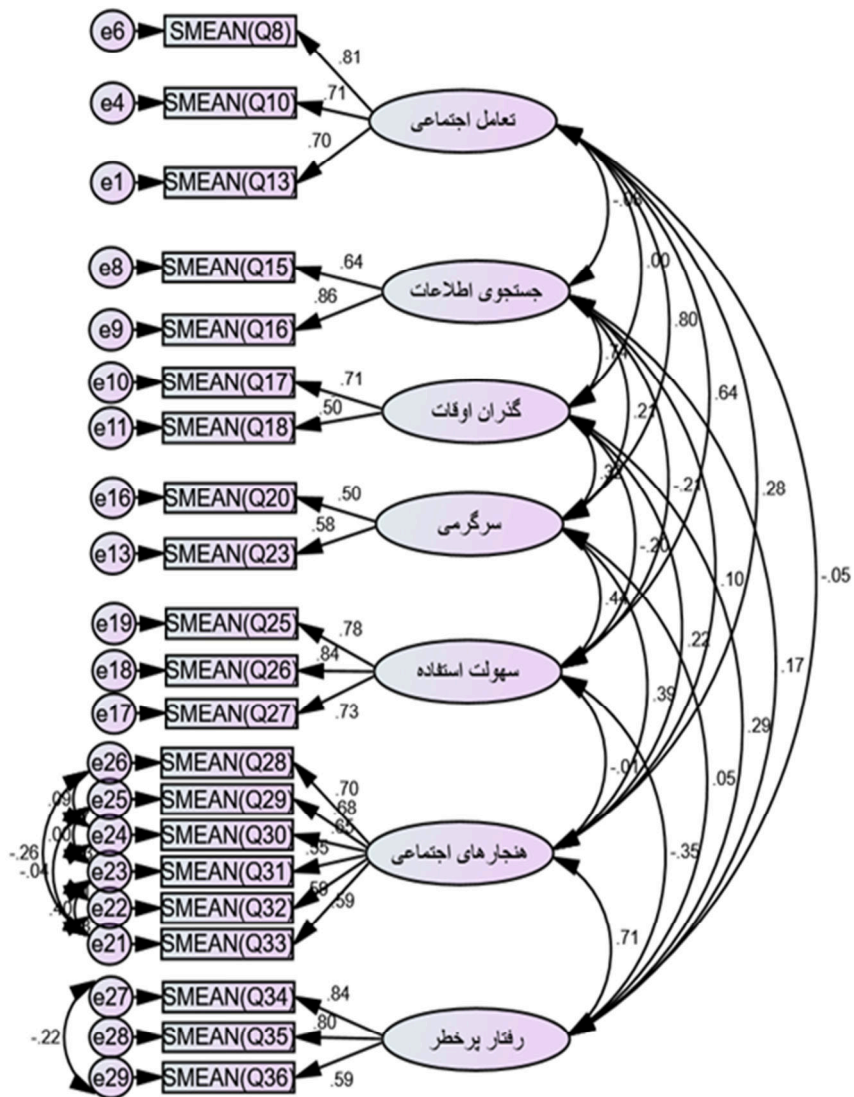 e6 SMEAN(Q8) .81
e4 SMEAN(Q10) .71
تعامل اجتماعی
e1 SMEAN(Q13) .70
e8 SMEAN(Q15) .64
جستجوی اطلاعات
e9 SMEAN(Q16) .86
e10 SMEAN(Q17) .71
گذران اوقات
e11 SMEAN(Q18) .50
e16 SMEAN(Q20) .50
سرگرمی
e13 SMEAN(Q23) .58
e19 SMEAN(Q25) .78
e18 SMEAN(Q26) .84
سهولت استفاده
e17 SMEAN(Q27) .73
e26 SMEAN(Q28) .70
e25 SMEAN(Q29) .68
e24 SMEAN(Q30) .65
هنجارهای اجتماعی
e23 SMEAN(Q31) .55
e22 SMEAN(Q32)
e21 SMEAN(Q33) .59
e27 SMEAN(Q34) .84
e28 SMEAN(Q35) .80
رفتار پرخطر
e29 SMEAN(Q36) .59
.00
.80
.74
.64
.21
-.21
.28
-.20
.10
-.05
.44
.22
.17
.39
.29
-.01
.05
-.35
.71
.09
.00
-.26
-.04
.40
-.22